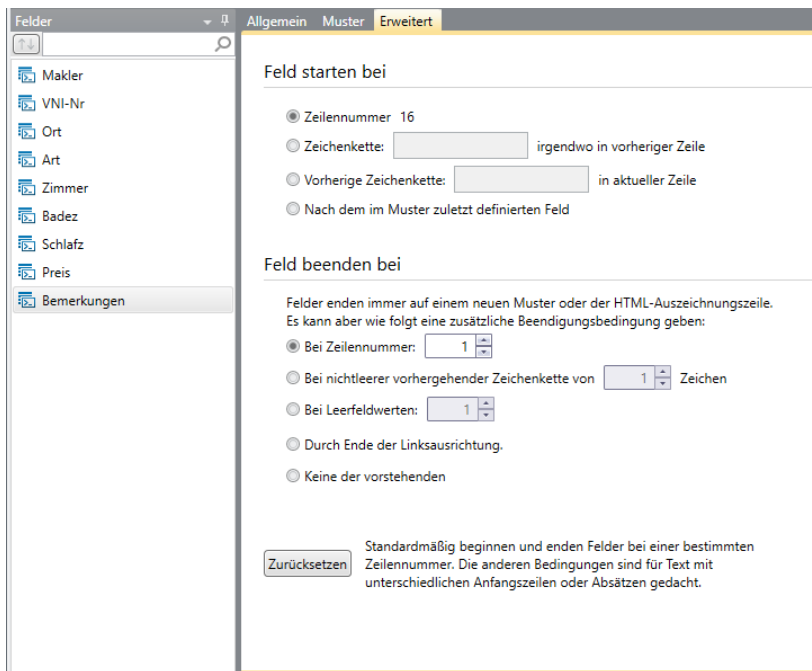 Felder
Allgemein Muster Erweitert
Makler
VNI-Nr
Ort
Art
Zimmer
Badez
Schlafz
Preis
Bemerkungen
Feld starten bei
Zeilennummer 16
Zeichenkette: irgendwo in vorheriger Zeile
Vorherige Zeichenkette: in aktueller Zeile
Nach dem im Muster zuletzt definierten Feld
Feld beenden bei
Felder enden immer auf einem neuen Muster oder der HTML-Auszeichnungszeile.
Es kann aber wie folgt eine zusätzliche Beendigungsbedingung geben:
Bei Zeilennummer: 1
Bei nichtleerer vorhergehender Zeichenkette von 1 Zeichen
Bei Leerfeldwerten: 1
Durch Ende der Linksausrichtung.
Keine der vorstehenden
Zurücksetzen
Standardmäßig beginnen und enden Felder bei einer bestimmten
Zeilennummer. Die anderen Bedingungen sind für Text mit
unterschiedlichen Anfangszeilen oder Absätzen gedacht.